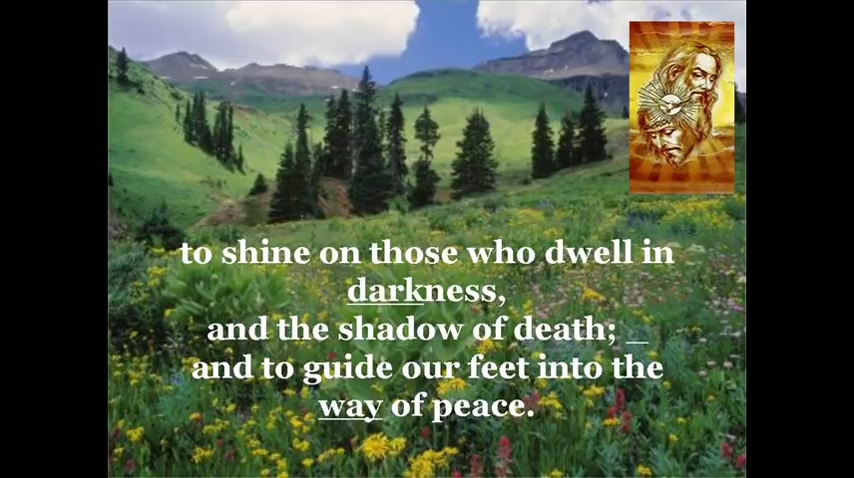 to shine on those who dwell in
darkness,
and the shadow of death; _
and to guide our feet into the
way of peace.